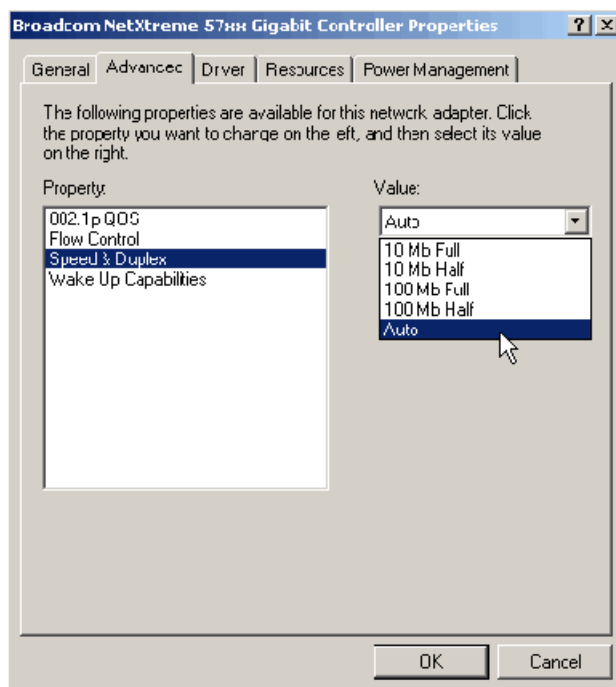 Broadcom NetXtreme 57xx Gigabit Controller Properties
General Advanced Driver Resources Power Management
The following properties are available for this network adapter. Click
the property you want to change on the left, and then select its value
on the right.
Property:
Value:
002.1p QOS
Flow Control
Speed & Duplex
Wake Up Capabilities
Auto
10 Mb Full
10 Mb Half
100 Mb Full
100 Mb Half
Auto
OK
Cancel